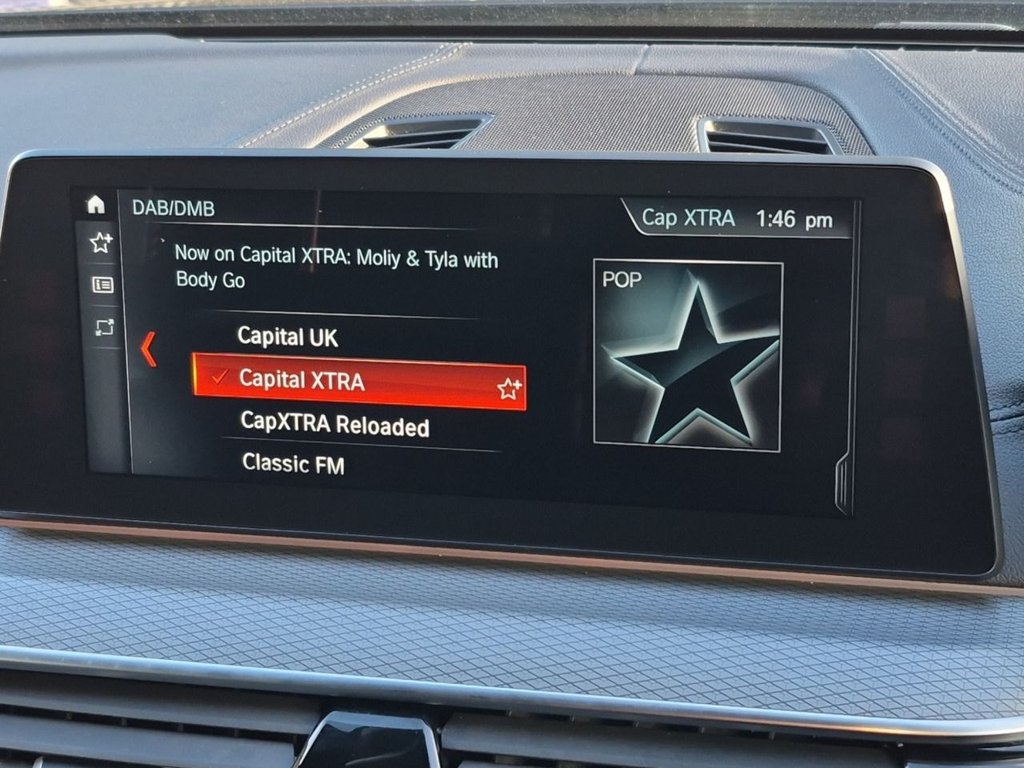 DAB/DMB
Cap XTRA 1:46 pm
Now on Capital XTRA: Moliy & Tyla with
Body Go
POP
Capital UK
Capital XTRA
CapXTRA Reloaded
Classic FM